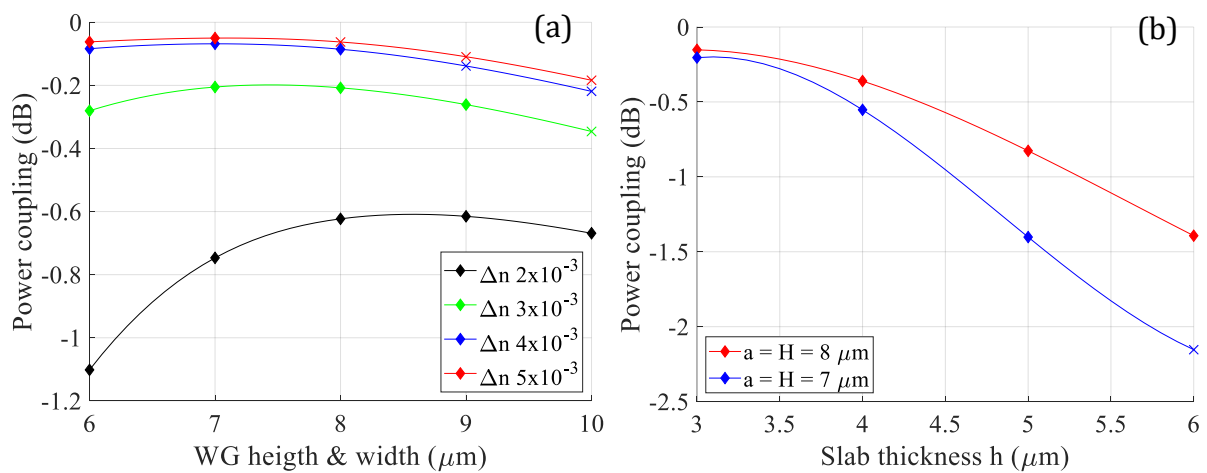 (a)
Power coupling (dB)
0
-0.2
-0.4
-0.6
-0.8
-1
-1.2
6 7 8 9 10
WG heigth & width (μm)
Δn 2x10⁻³
Δn 3x10⁻³
Δn 4x10⁻³
Δn 5x10⁻³
(b)
Power coupling (dB)
0
-0.5
-1
-1.5
-2
-2.5
3 3.5 4 4.5 5 5.5 6
Slab thickness h (μm)
a = H = 8 μm
a = H = 7 μm